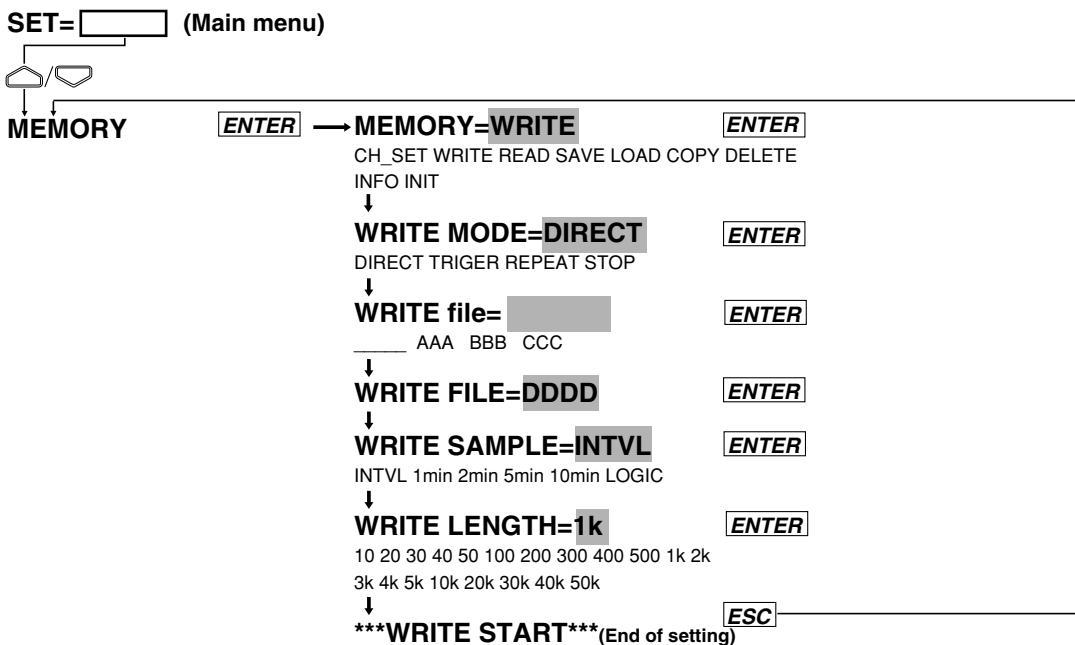 SET= (Main menu)
/
MEMORY ENTER MEMORY=WRITE ENTER
CH_SET WRITE READ SAVE LOAD COPY DELETE
INFO INIT
WRITE MODE=DIRECT ENTER
DIRECT TRIGER REPEAT STOP
WRITE file= ENTER
_____ AAA BBB CCC
WRITE FILE=DDDD ENTER
WRITE SAMPLE=INTVL ENTER
INTVL 1min 2min 5min 10min LOGIC
WRITE LENGTH=1k ENTER
10 20 30 40 50 100 200 300 400 500 1k 2k
3k 4k 5k 10k 20k 30k 40k 50k
ESC
***WRITE START***(End of setting)